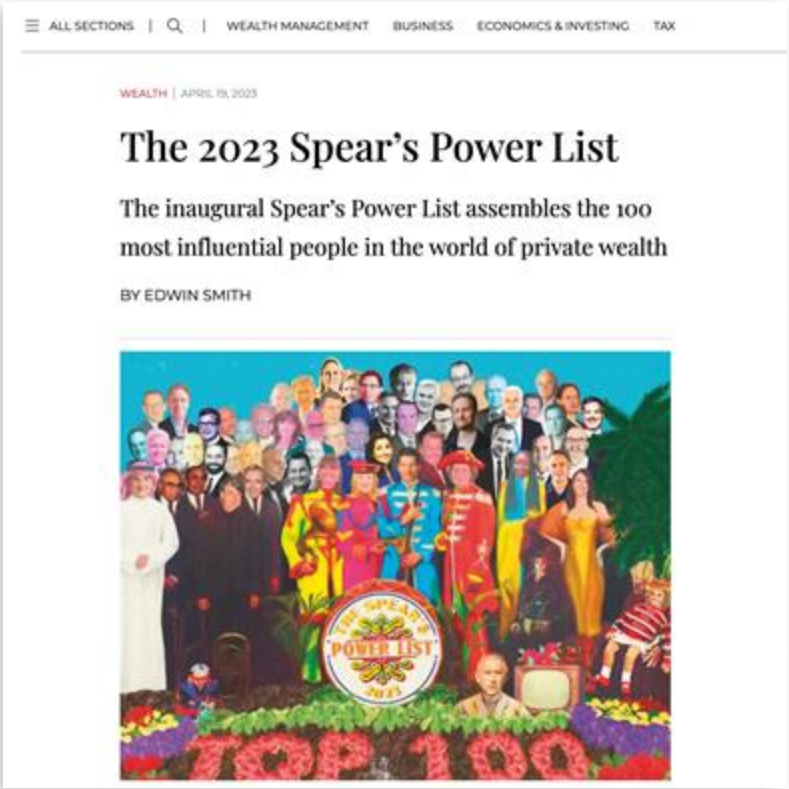 ALL SECTIONS | | WEALTH MANAGEMENT BUSINESS ECONOMICS & INVESTING TAX
WEALTH | APRIL 19, 2023
The 2023 Spear’s Power List
The inaugural Spear’s Power List assembles the 100
most influential people in the world of private wealth
BY EDWIN SMITH
THE SPEAR'S
POWER LIST
2023
TOP 100